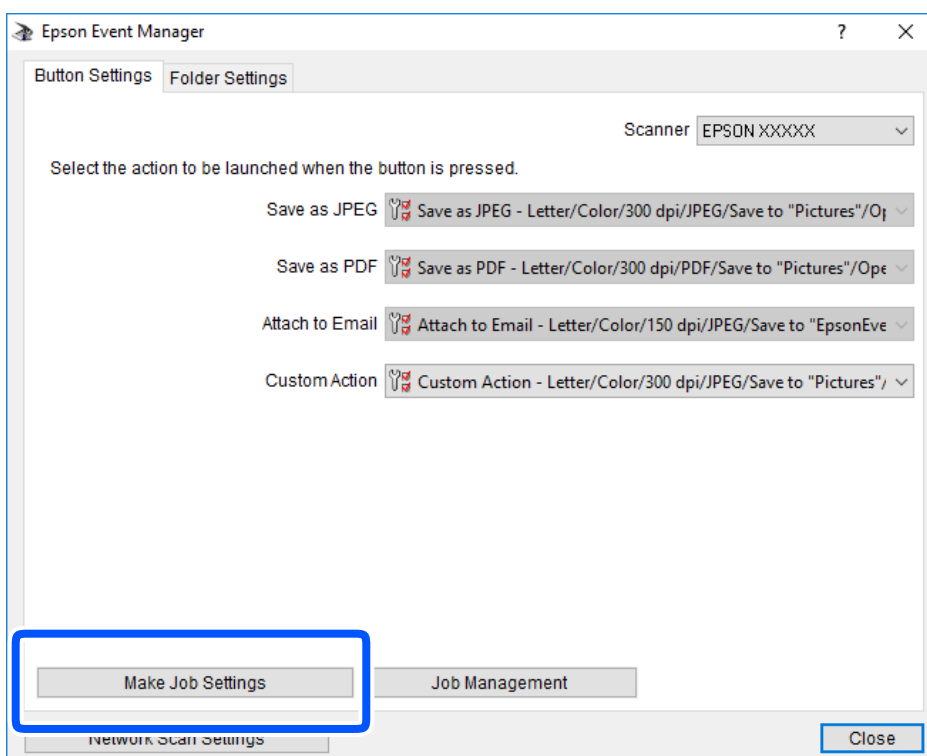 Epson Event Manager
Button Settings
Folder Settings
Scanner EPSON XXXXX
Select the action to be launched when the button is pressed.
Save as JPEG Save as JPEG - Letter/Color/300 dpi/JPEG/Save to "Pictures"/Op
Save as PDF Save as PDF - Letter/Color/300 dpi/PDF/Save to "Pictures"/Ope
Attach to Email Attach to Email - Letter/Color/150 dpi/JPEG/Save to "EpsonEve
Custom Action Custom Action - Letter/Color/300 dpi/JPEG/Save to "Pictures"/
Make Job Settings
Job Management
Network Scan Settings
Close